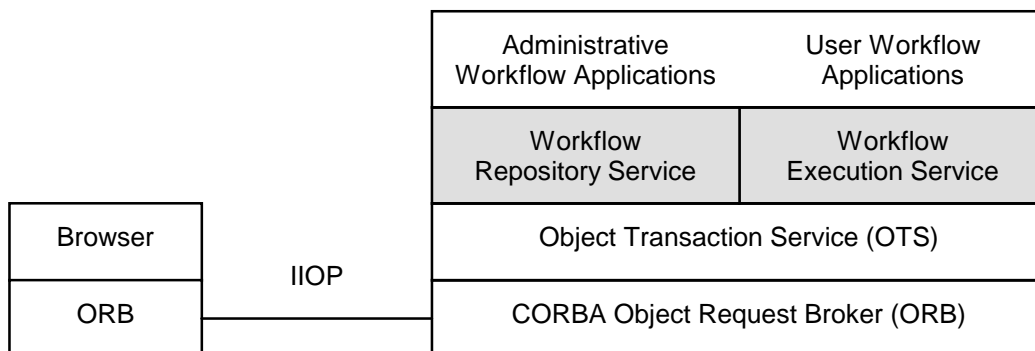 Administrative
Workflow Applications
User Workflow
Applications
Workflow
Repository Service
Workflow
Execution Service
Browser
Object Transaction Service (OTS)
IIOP
ORB
CORBA Object Request Broker (ORB)